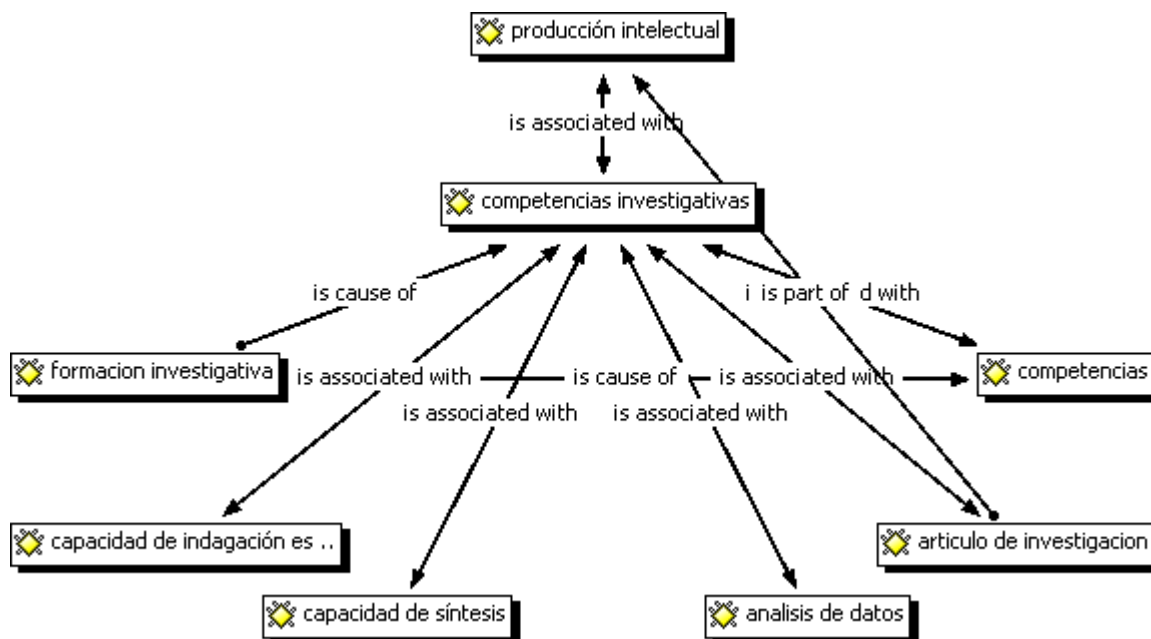 producción intelectual
is associated with
competencias investigativas
is cause of
i is part of d with
formacion investigativa
is associated with
is cause of
is associated with
competencias
is associated with
is associated with
capacidad de indagación es ..
articulo de investigacion
capacidad de síntesis
analisis de datos